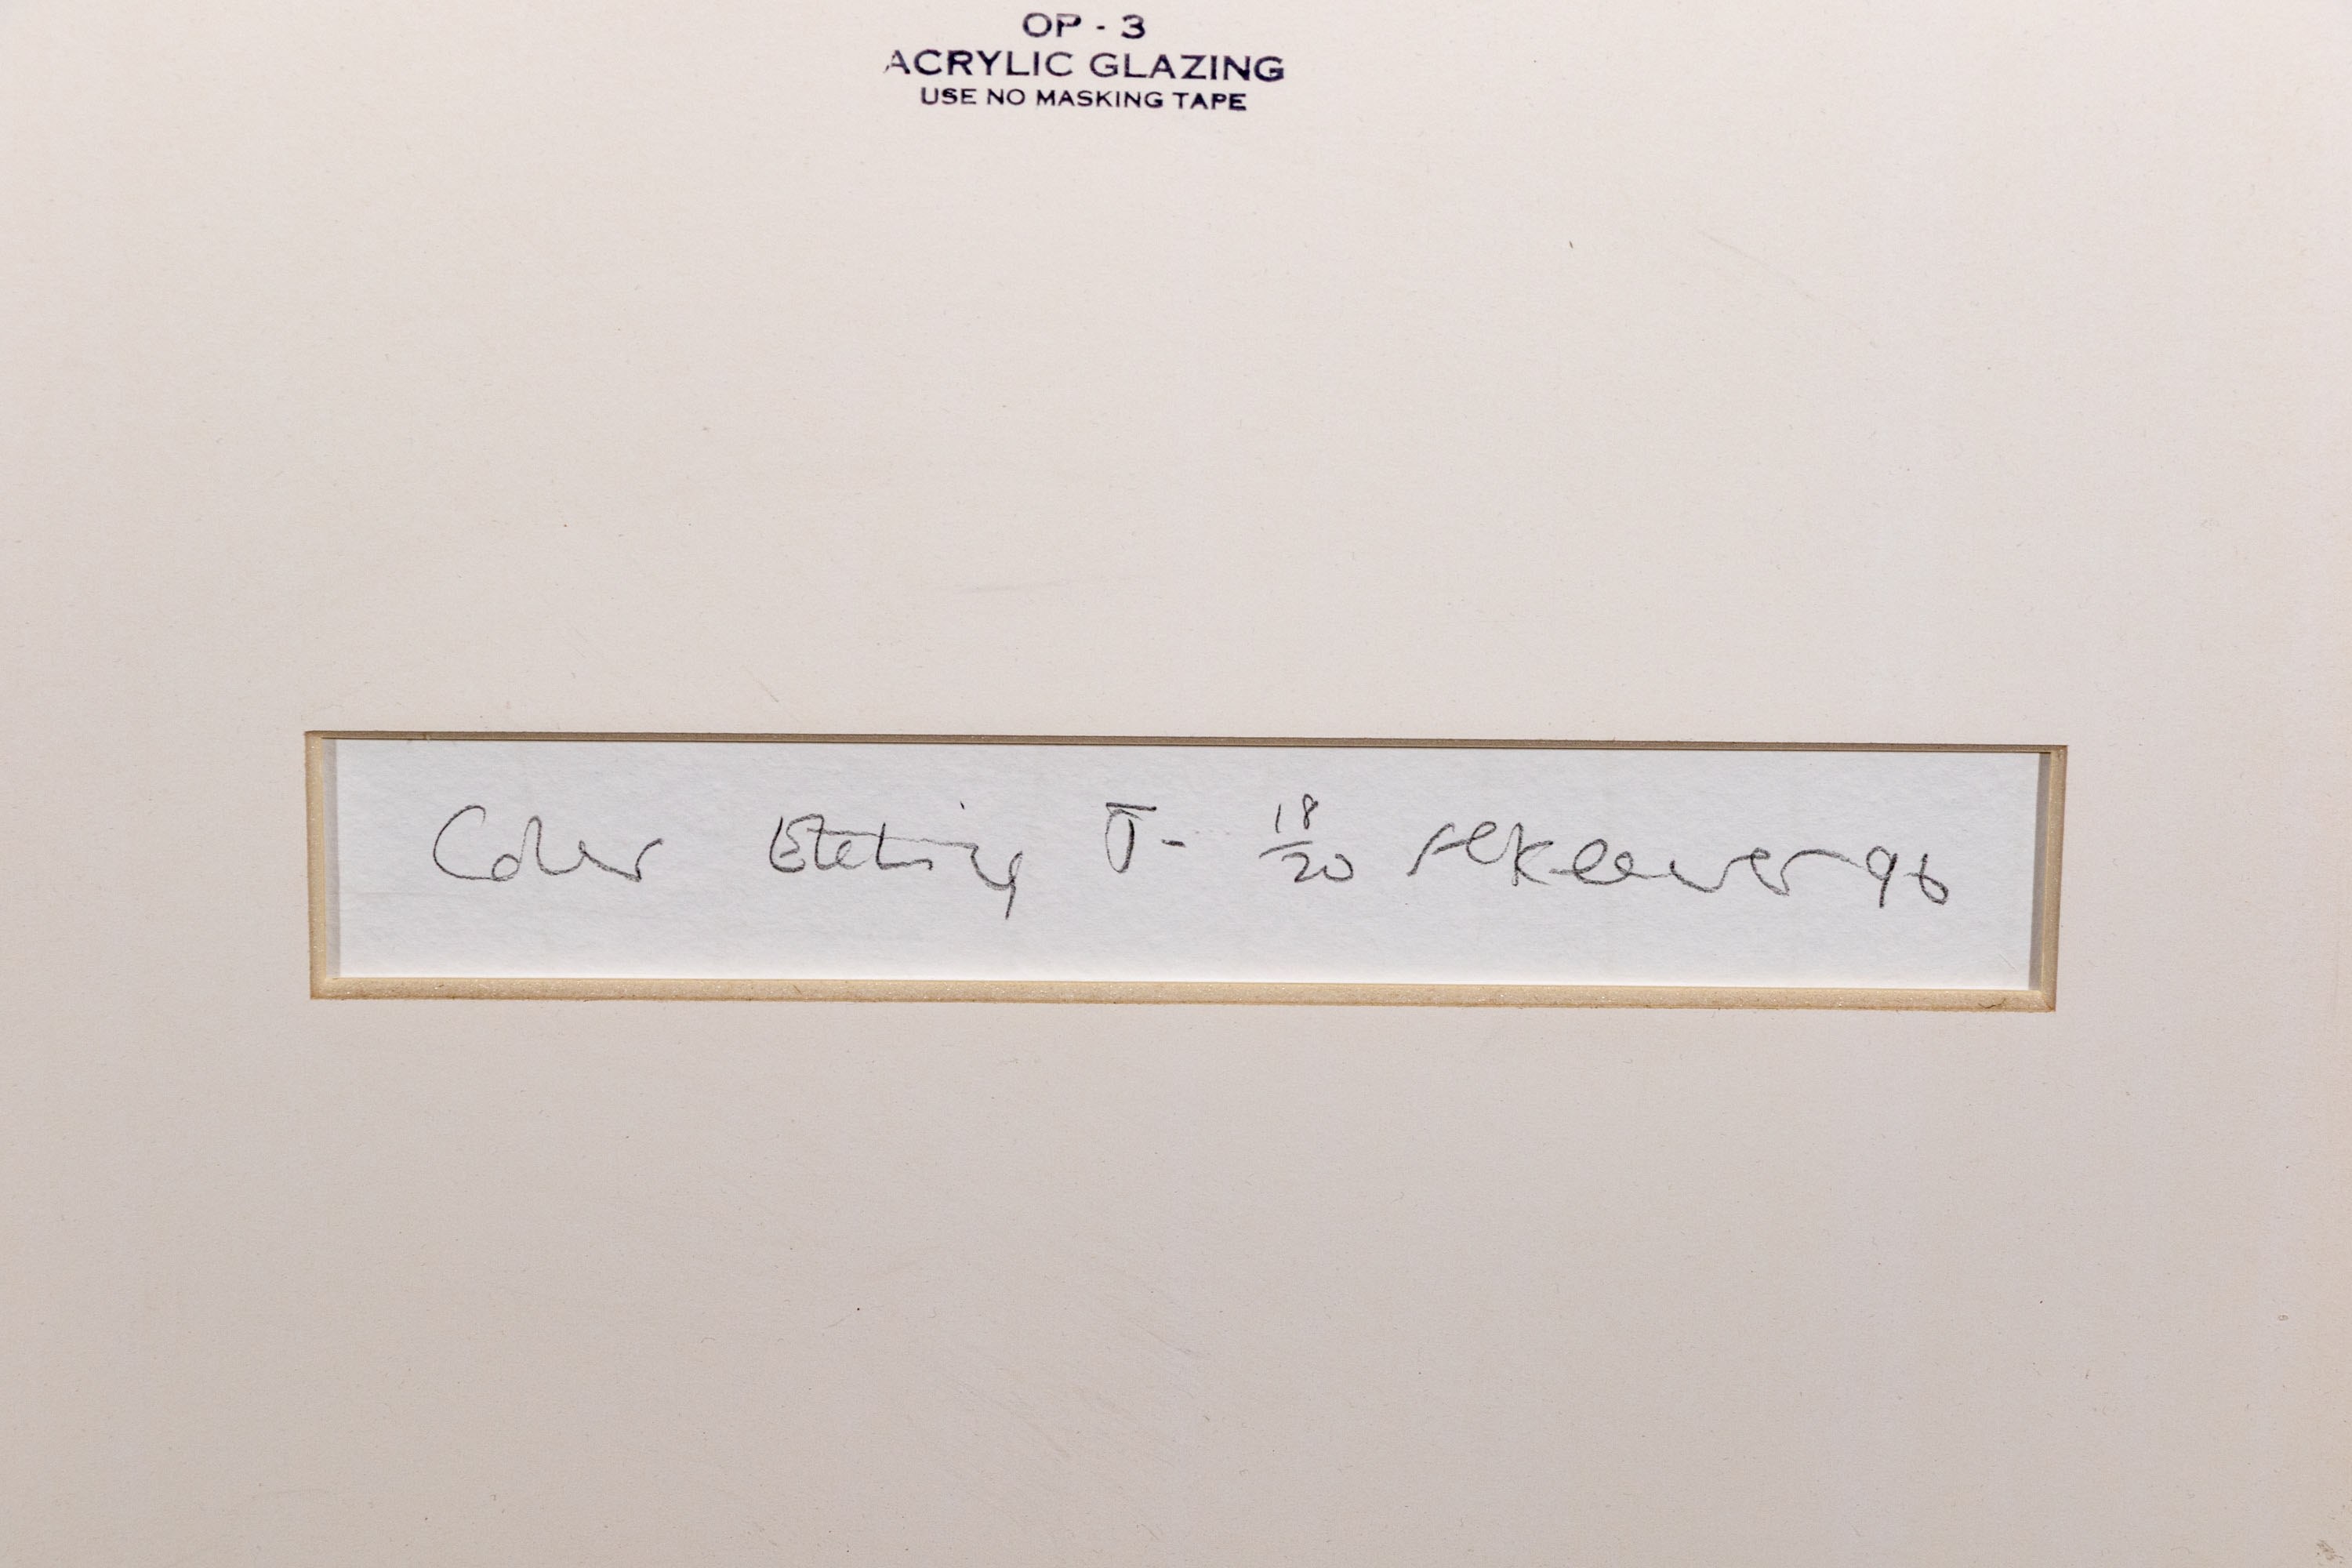 OP - 3
ACRYLIC GLAZING
USE NO MASKING TAPE
Color Etching I - 18/20 96